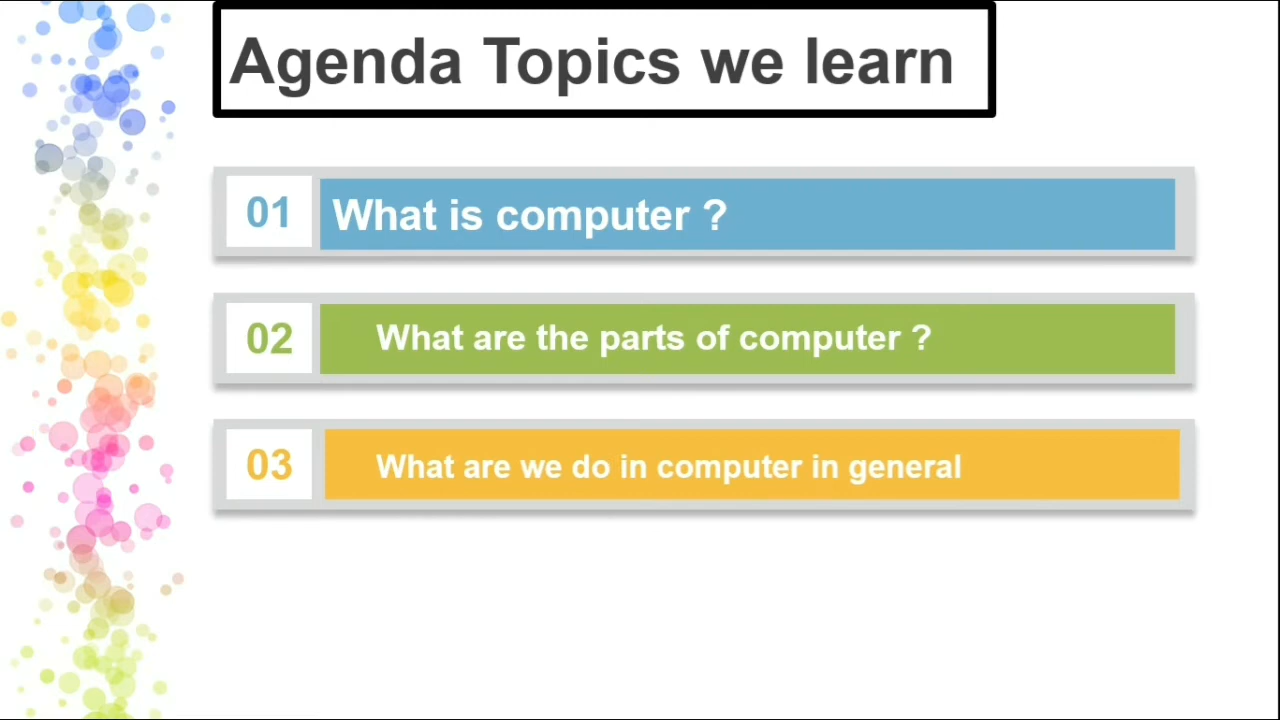 Agenda Topics we learn
01 What is computer ?
02 What are the parts of computer ?
03 What are we do in computer in general